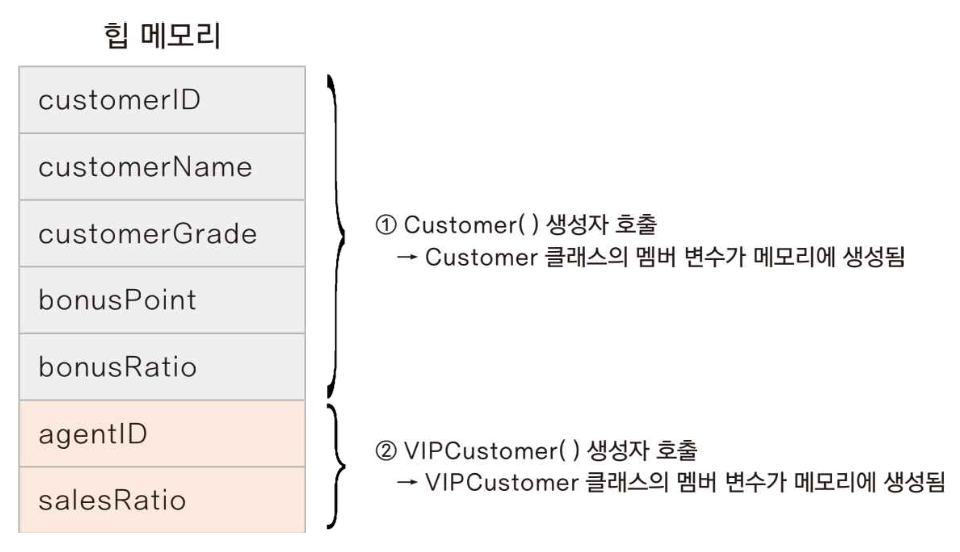 힙 메모리
customerID
customerName
customerGrade
bonusPoint
bonusRatio
agentID
salesRatio
① Customer( ) 생성자 호출
→ Customer 클래스의 멤버 변수가 메모리에 생성됨
② VIPCustomer( ) 생성자 호출
→ VIPCustomer 클래스의 멤버 변수가 메모리에 생성됨